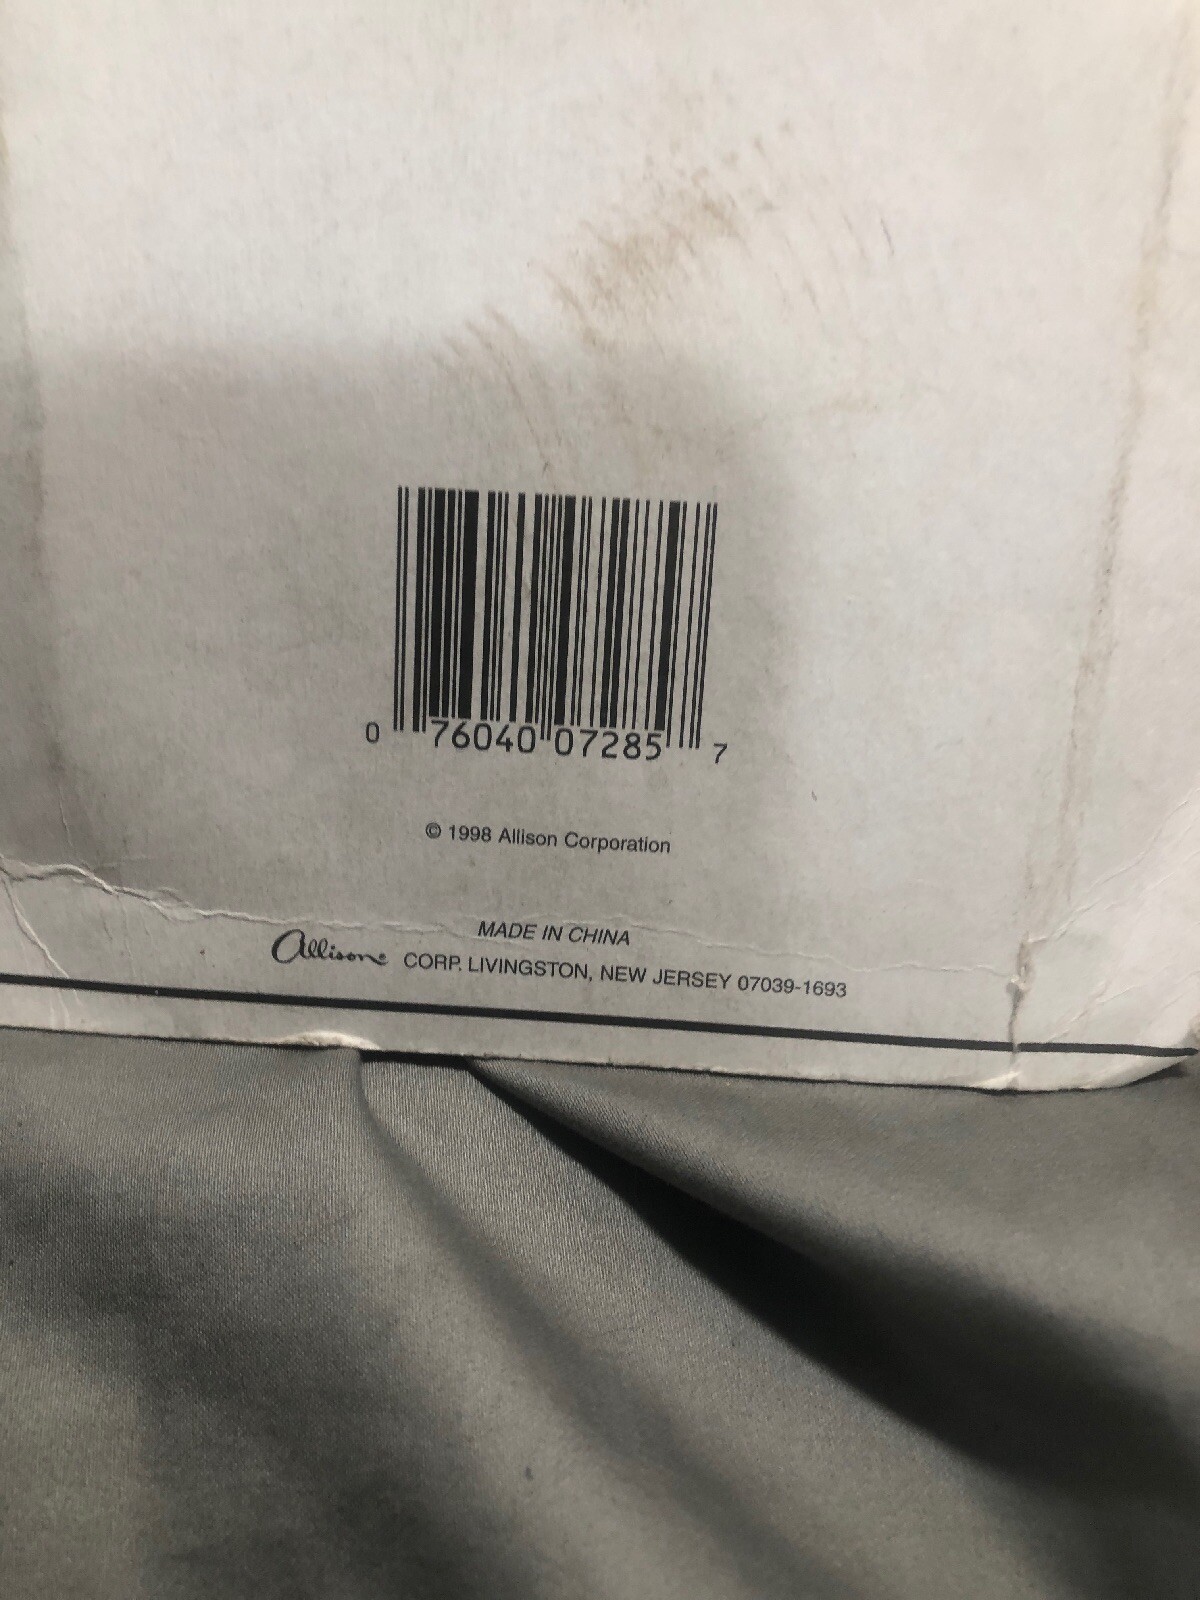 0 76040 07285 7
© 1998 Allison Corporation
MADE IN CHINA
Allison CORP. LIVINGSTON, NEW JERSEY 07039-1693